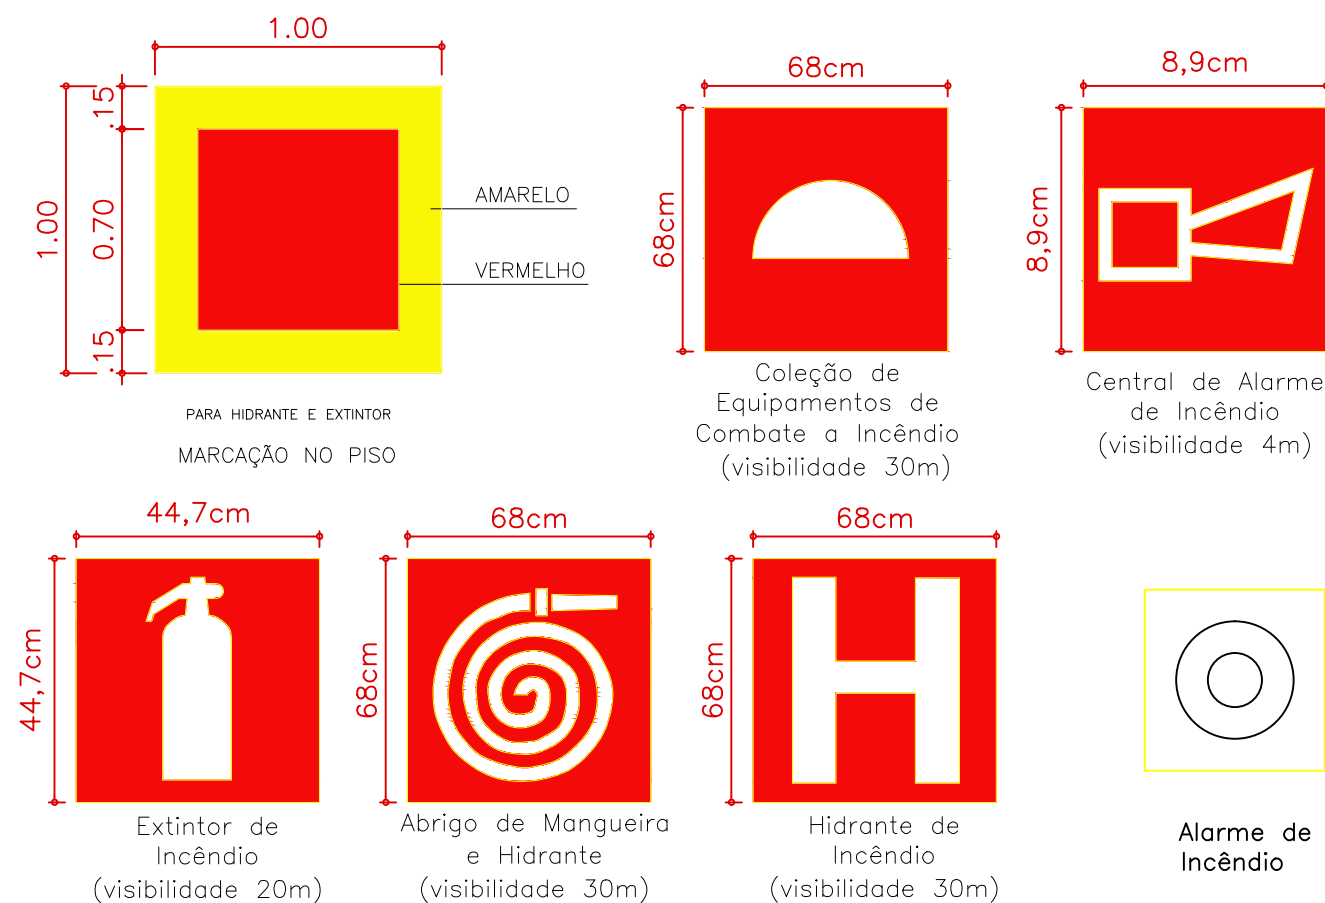 1.00
.15
1.00
0.70
.15
AMARELO
VERMELHO
PARA HIDRANTE E EXTINTOR
MARCAÇÃO NO PISO
68cm
68cm
Coleção de
Equipamentos de
Combate a Incêndio
(visibilidade 30m)
8,9cm
8,9cm
Central de Alarme
de Incêndio
(visibilidade 4m)
44,7cm
44,7cm
Extintor de
Incêndio
(visibilidade 20m)
68cm
68cm
Abrigo de Mangueira
e Hidrante
(visibilidade 30m)
68cm
68cm
H
Hidrante de
Incêndio
(visibilidade 30m)
Alarme de
Incêndio